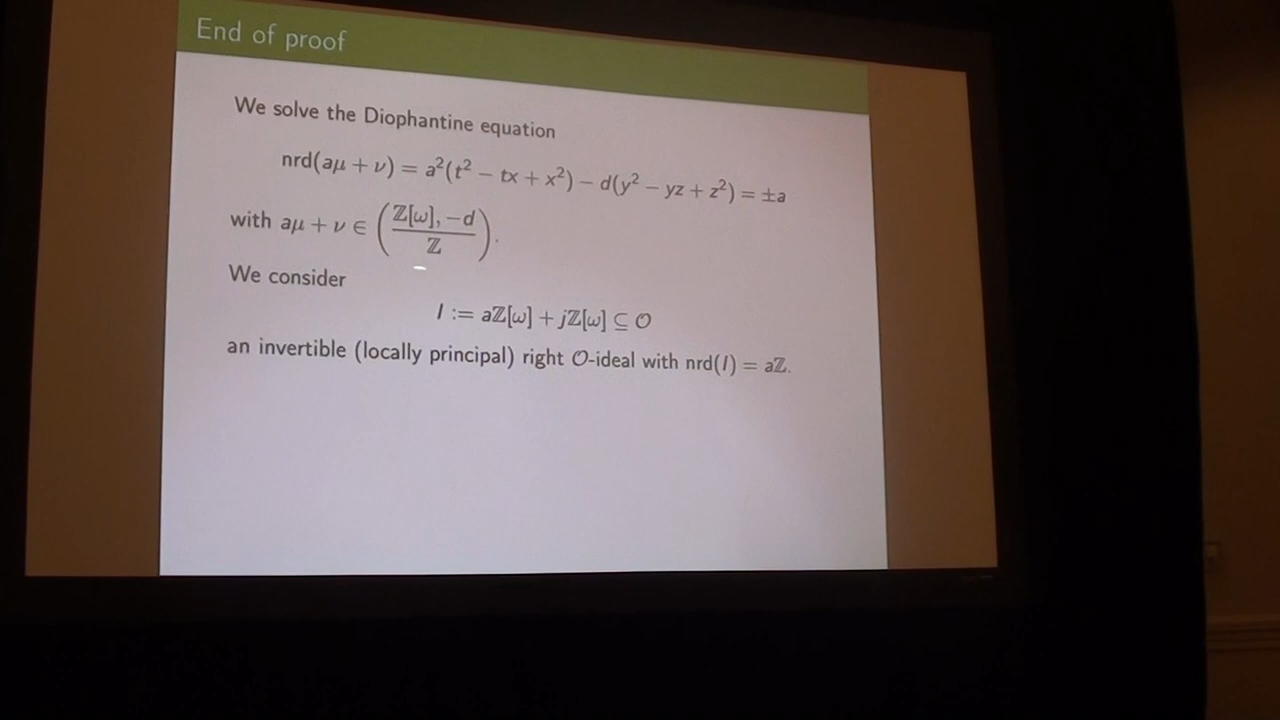 End of proof
We solve the Diophantine equation
nrd(aμ + ν) = a²(t² − tx + x²) − d(y² − yz + z²) = ±a
with aμ + ν ∈ (ℤ[ω], −d / ℤ).
We consider
I := aℤ[ω] + jℤ[ω] ⊆ 𝒪
an invertible (locally principal) right 𝒪-ideal with nrd(I) = aℤ.